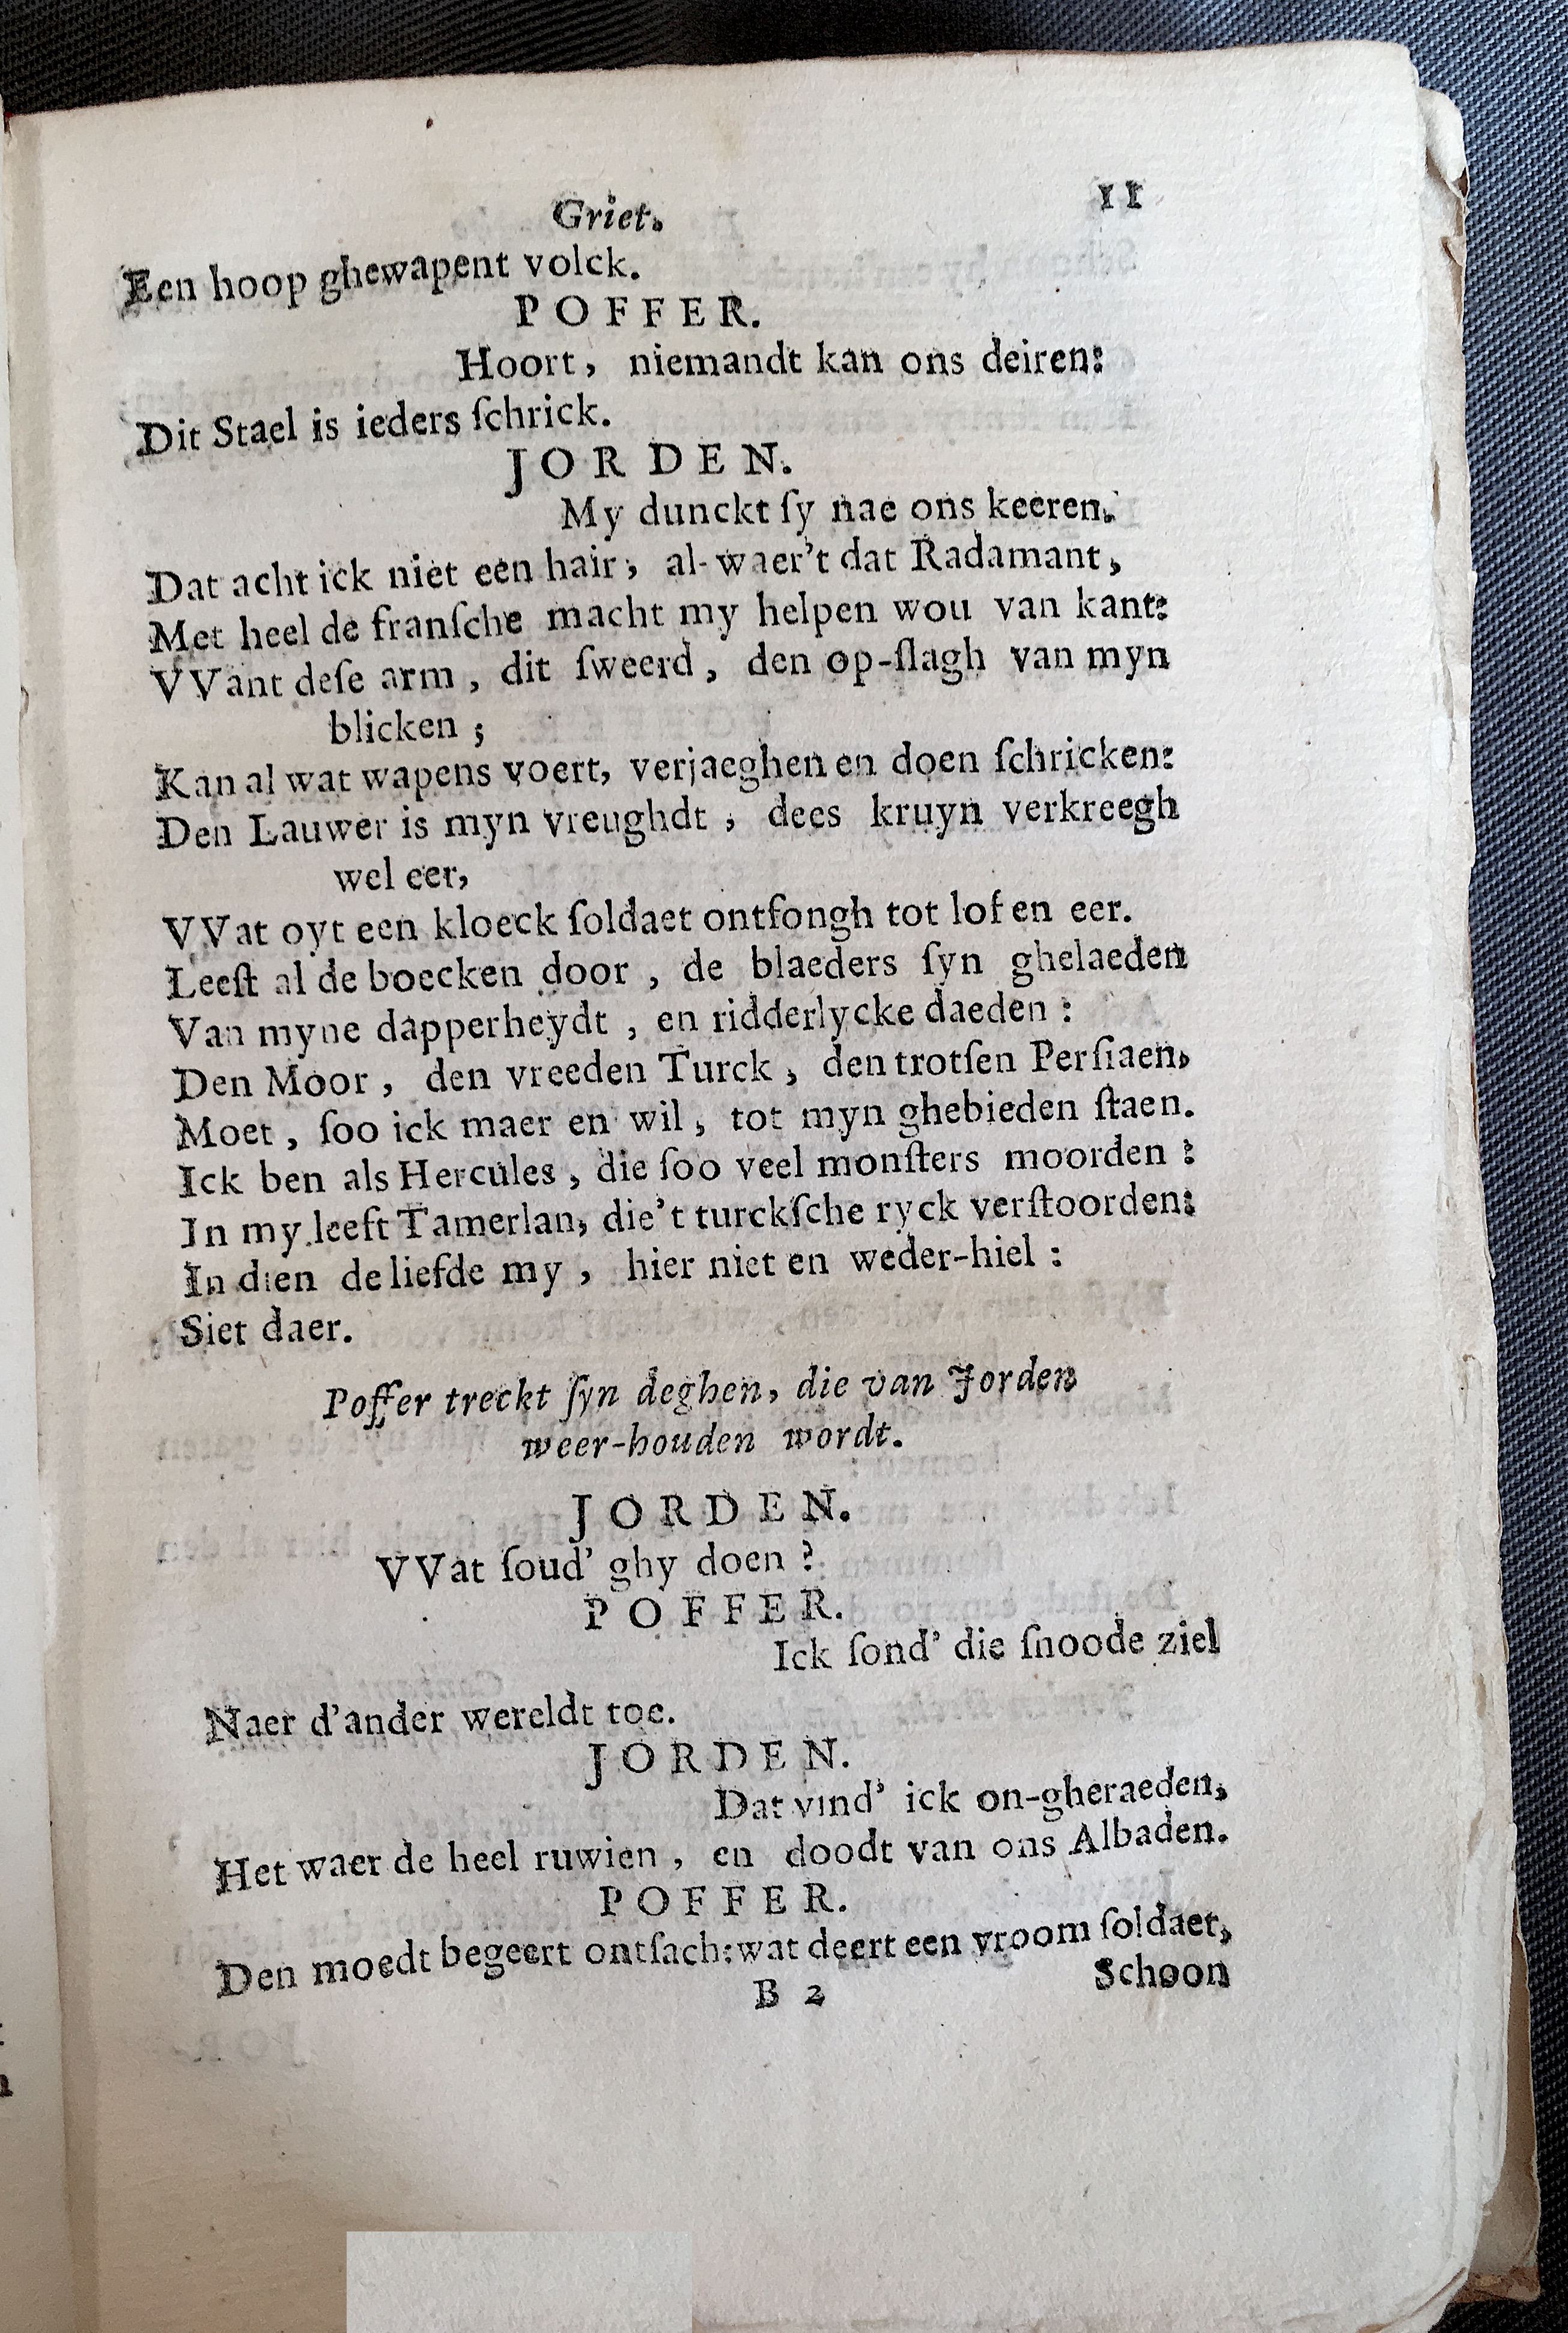 Griet. 11
Een hoop ghewapent volck.
POFFER.
Hoort, niemandt kan ons deiren:
Dit Stael is ieders ſchrick.
JORDEN.
My dunckt ſy nae ons keeren.
Dat acht ick niet een hair, al-waer't dat Radamant,
Met heel de franſche macht my helpen wou van kant:
VVant deſe arm, dit ſweerd, den op-ſlagh van myn
blicken;
Kan al wat wapens voert, verjaeghen en doen ſchricken:
Den Lauwer is myn vreughdt, dees kruyn verkreegh
wel eer,
VVat oyt een kloeck ſoldaet ontfongh tot lof en eer.
Leeſt al de boecken door, de blaeders ſyn ghelaeden
Van myne dapperheydt, en ridderlycke daeden:
Den Moor, den vreeden Turck, den trotſen Perſiaen,
Moet, ſoo ick maer en wil, tot myn ghebieden ſtaen.
Ick ben als Hercules, die ſoo veel monſters moorden:
In my leeft Tamerlan, die't turckſche ryck verſtoorden:
In dien de liefde my, hier niet en weder-hiel:
Siet daer.
Poffer treckt ſyn deghen, die van Jorden
weer-houden wordt.
JORDEN.
VVat ſoud' ghy doen?
POFFER.
Ick ſond' die ſnoode ziel
Naer d'ander wereldt toe.
JORDEN.
Dat vind' ick on-gheraeden,
Het waer de heel ruwien, en doodt van ons Albaden.
POFFER.
Den moedt begeert ontſach: wat deert een vroom ſoldaet,
B 2 Schoon